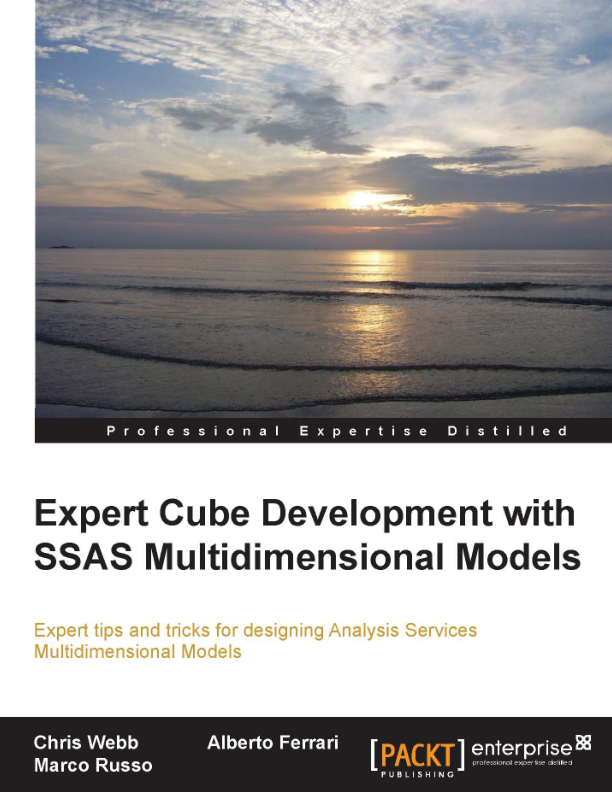 Professional Expertise Distilled
Expert Cube Development with
SSAS Multidimensional Models
Expert tips and tricks for designing Analysis Services
Multidimensional Models
Chris Webb
Alberto Ferrari
Marco Russo
[PACKT]
PUBLISHING
enterprise
professional expertise distilled